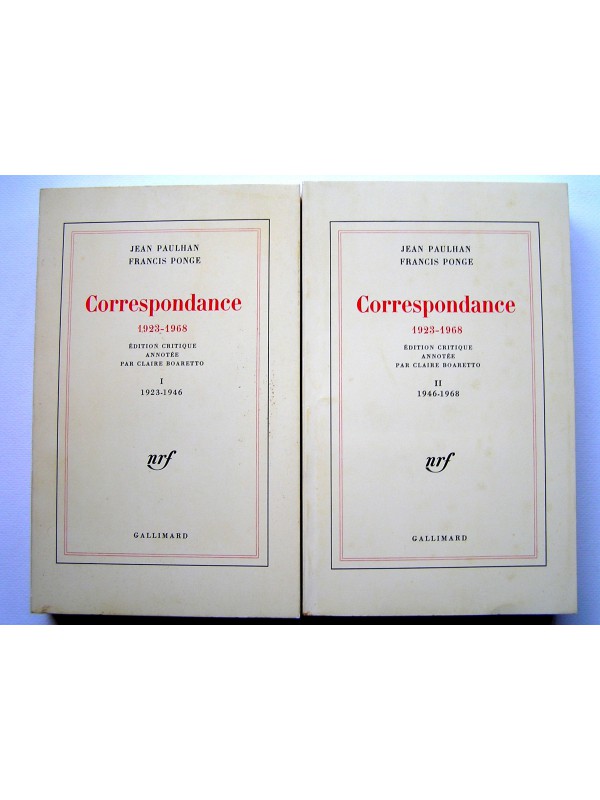 JEAN PAULHAN
FRANCIS PONGE
Correspondance
1923-1968
ÉDITION CRITIQUE
ANNOTÉE
PAR CLAIRE BOARETTO
I
1923-1946
nrf
GALLIMARD
JEAN PAULHAN
FRANCIS PONGE
Correspondance
1923-1968
ÉDITION CRITIQUE
ANNOTÉE
PAR CLAIRE BOARETTO
II
1946-1968
nrf
GALLIMARD